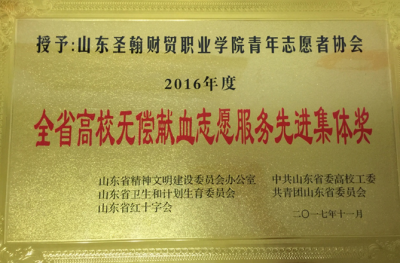 授予:山东圣翰财贸职业学院青年志愿者协会
2016年度
全省高校无偿献血志愿服务先进集体奖
山东省精神文明建设委员会办公室 中共山东省委高校工委
山东省卫生和计划生育委员会 共青团山东省委员会
山东省红十字会
二〇一七年十一月